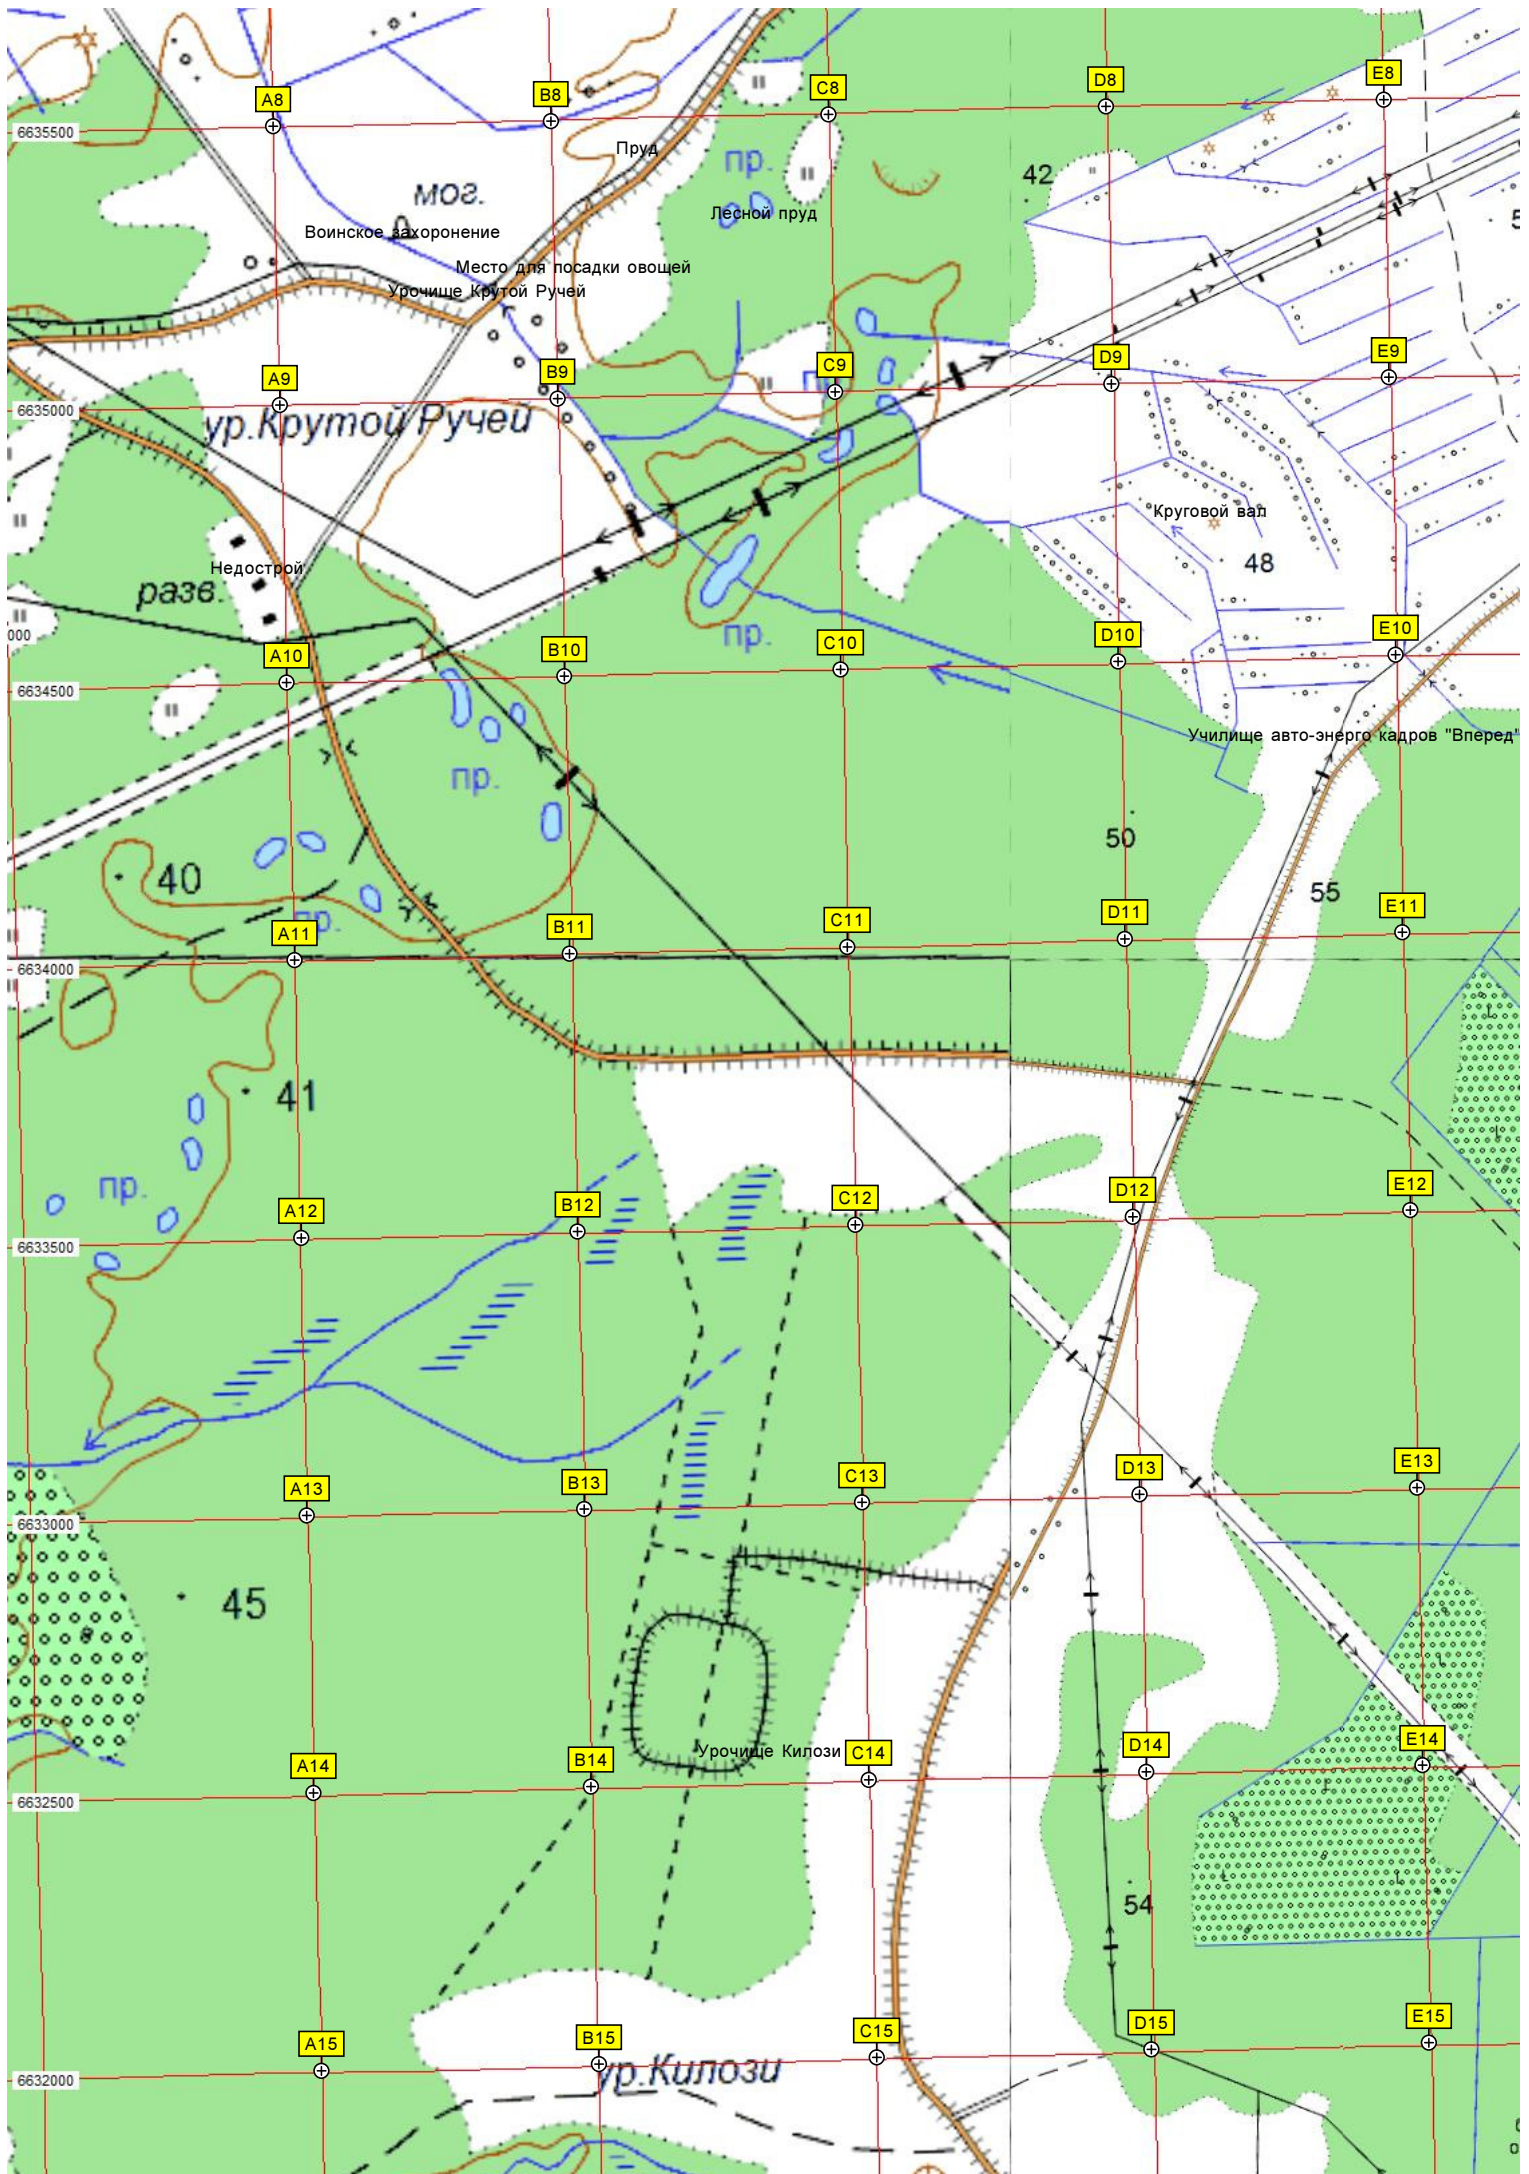 E8
D8
C8
B8
A8
6635500
Пруд
пр.
42
мог.
Лесной пруд
Воинское захоронение
Место для посадки овощей
Урочище Крутой Ручей
E9
D9
C9
B9
A9
6635000
ур.Крутой Ручей
Круговой вал
48
Недострой
разв.
000
пр.
E10
D10
C10
B10
A10
6634500
Училище авто-энерго кадров "Вперед"
пр.
50
40
55
пр.
E11
D11
C11
B11
A11
6634000
41
пр.
E12
D12
C12
B12
A12
6633500
E13
D13
C13
B13
A13
6633000
45
Урочище Килози
E14
D14
C14
B14
A14
6632500
54
E15
D15
C15
B15
A15
6632000
ур.Килози